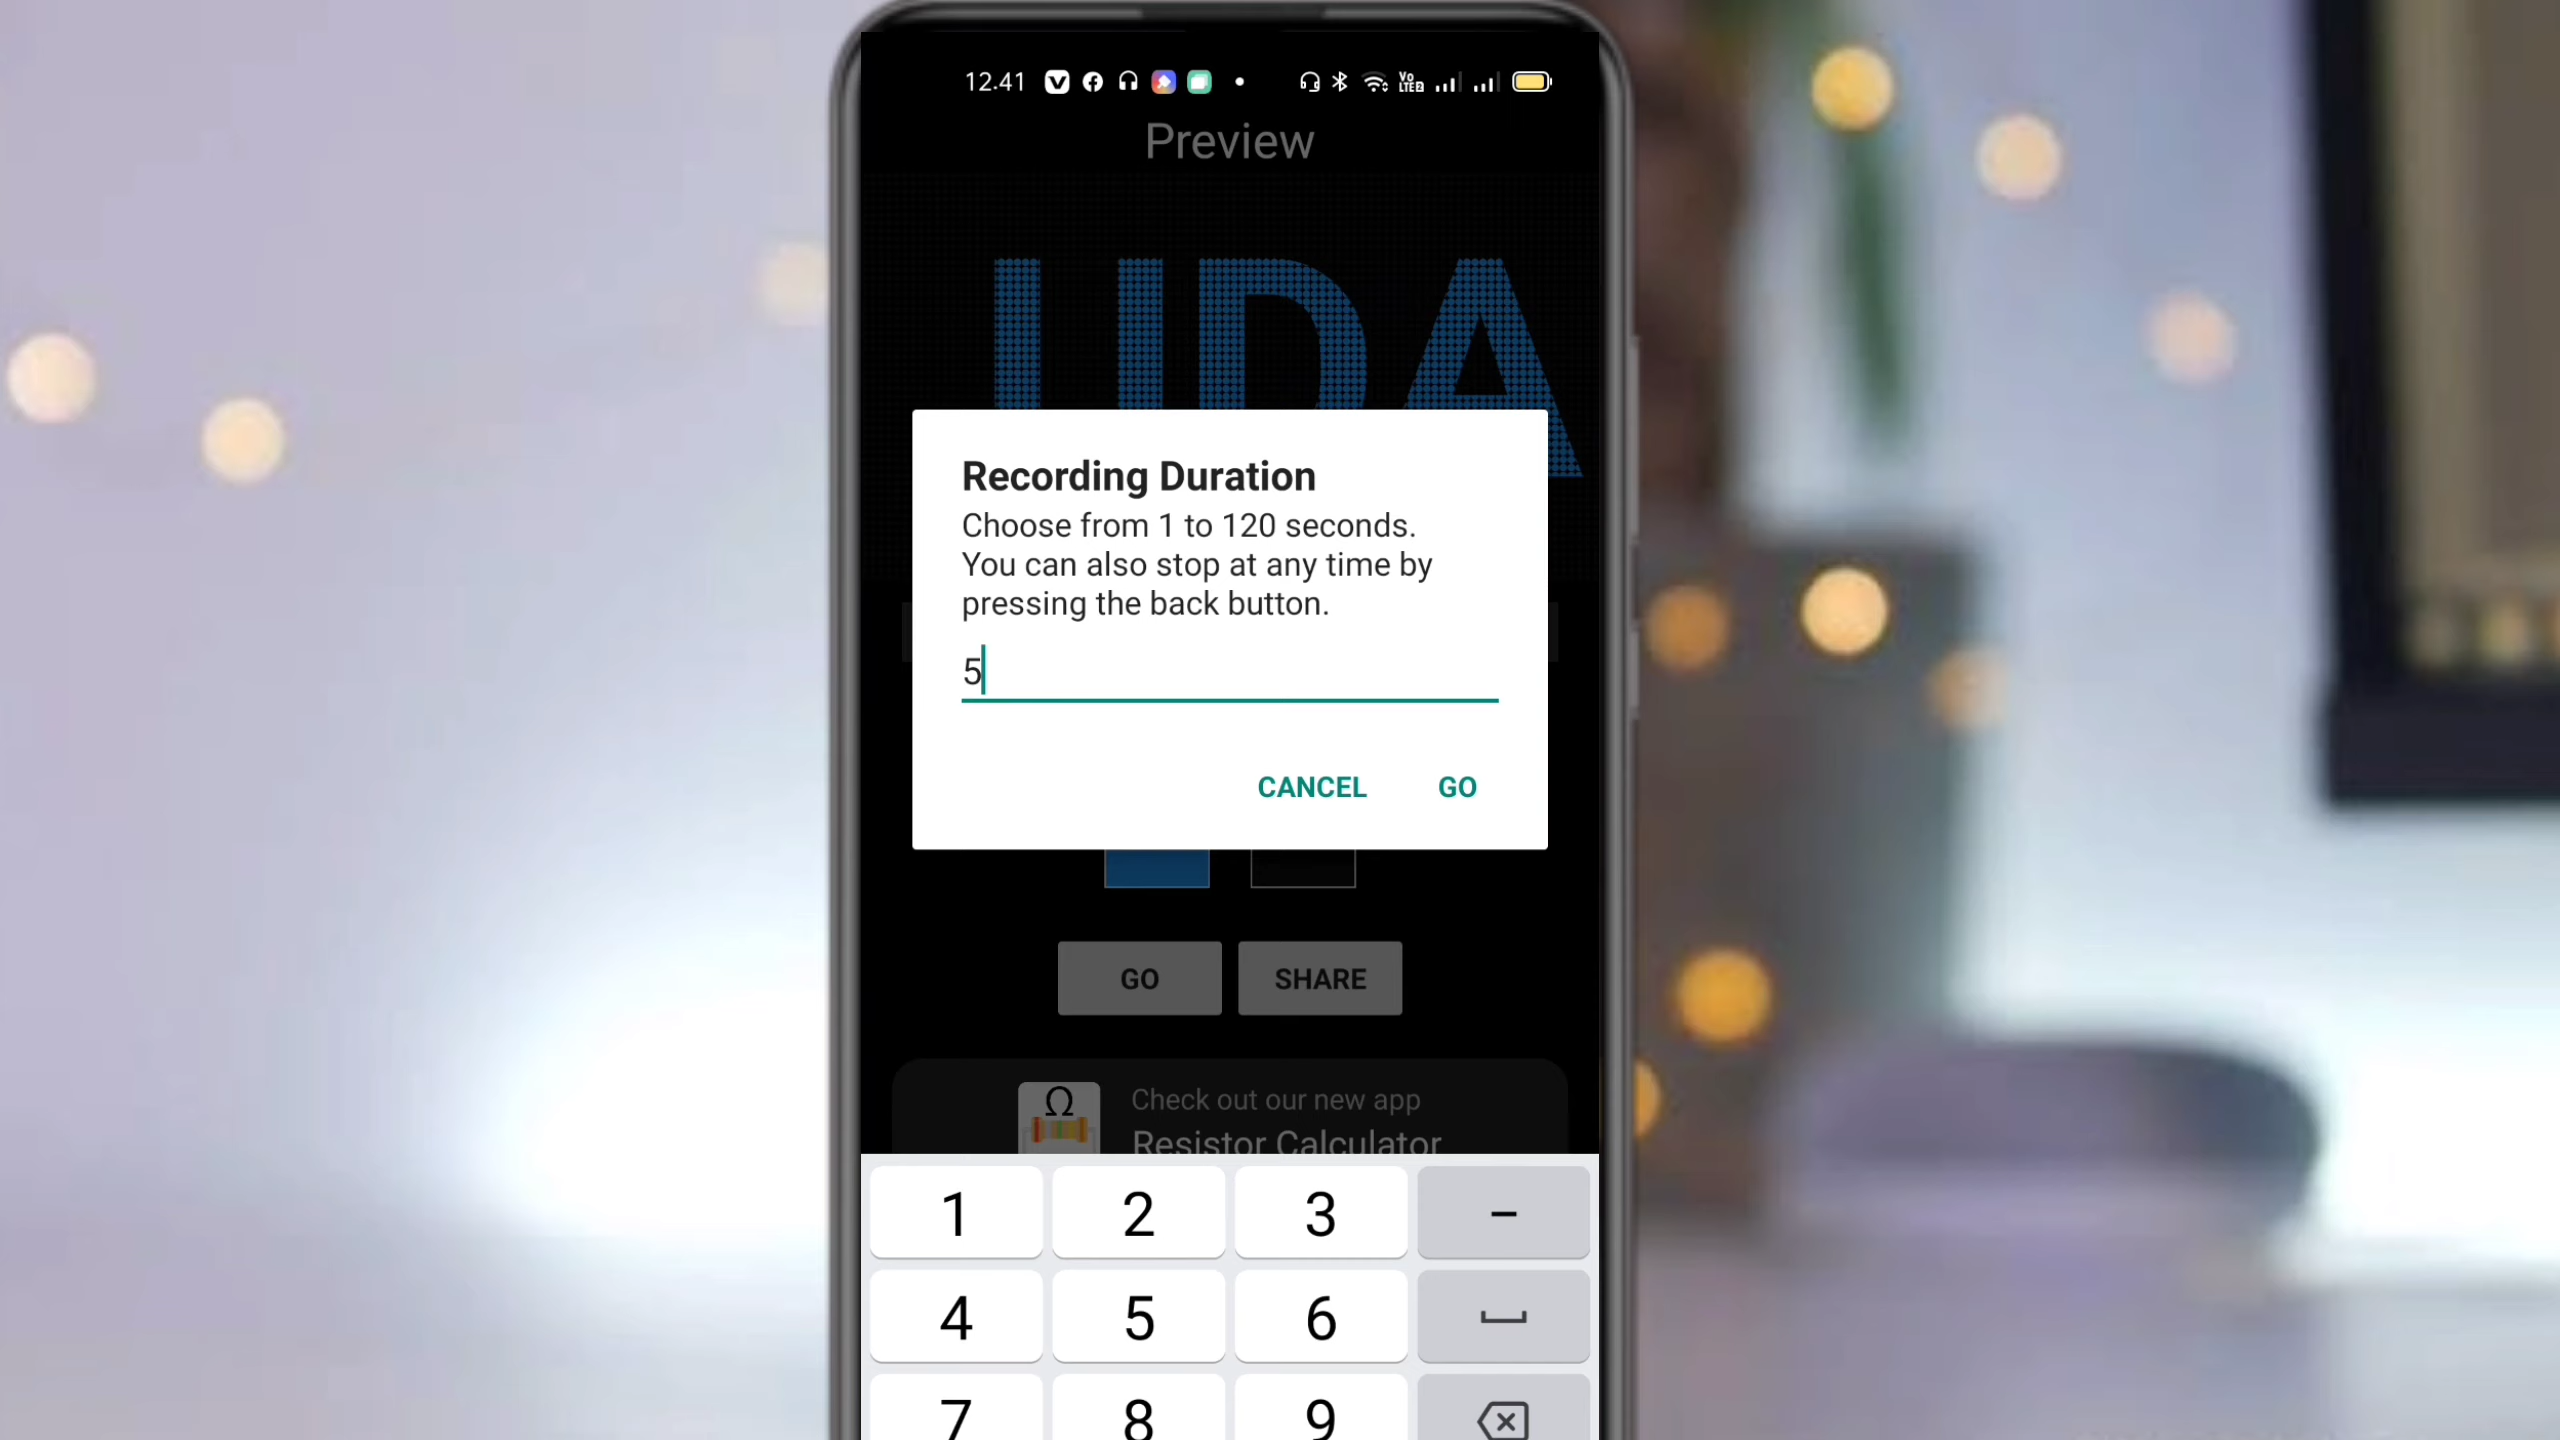 12.41
VoLTE2
Preview
UDA
Recording Duration
Choose from 1 to 120 seconds.
You can also stop at any time by
pressing the back button.
5
CANCEL GO
GO SHARE
Ω
Check out our new app
Resistor Calculator
1 2 3 -
4 5 6
7 8 9